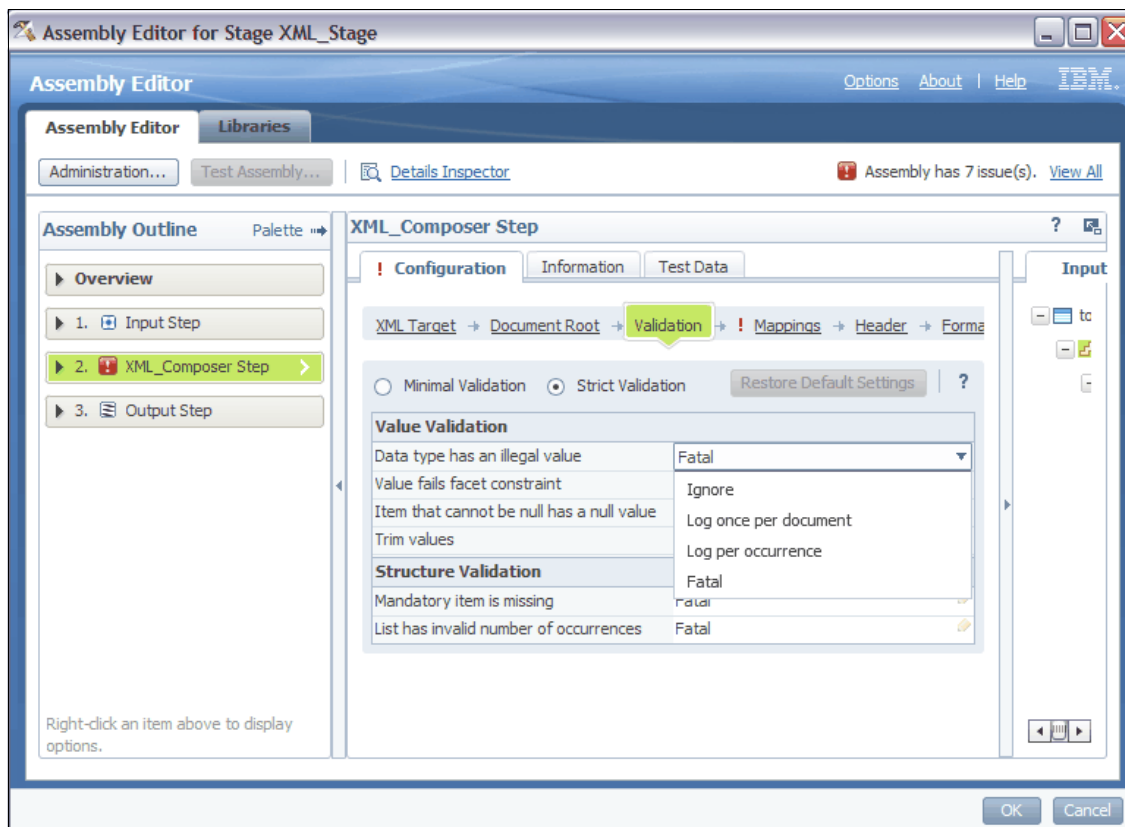 Assembly Editor for Stage XML_Stage
Assembly Editor
Options About | Help IBM.
Assembly Editor Libraries
Administration... Test Assembly... Details Inspector Assembly has 7 issue(s). View All
Assembly Outline Palette
Overview
1. Input Step
2. XML_Composer Step
3. Output Step
Right-click an item above to display
options.
XML_Composer Step ?
! Configuration Information Test Data
XML Target Document Root Validation ! Mappings Header Forma
Minimal Validation Strict Validation Restore Default Settings ?
Value Validation
Data type has an illegal value Fatal
Value fails facet constraint
Item that cannot be null has a null value
Trim values
Ignore
Log once per document
Log per occurrence
Fatal
Structure Validation
Mandatory item is missing Fatal
List has invalid number of occurrences Fatal
Input
to
OK Cancel